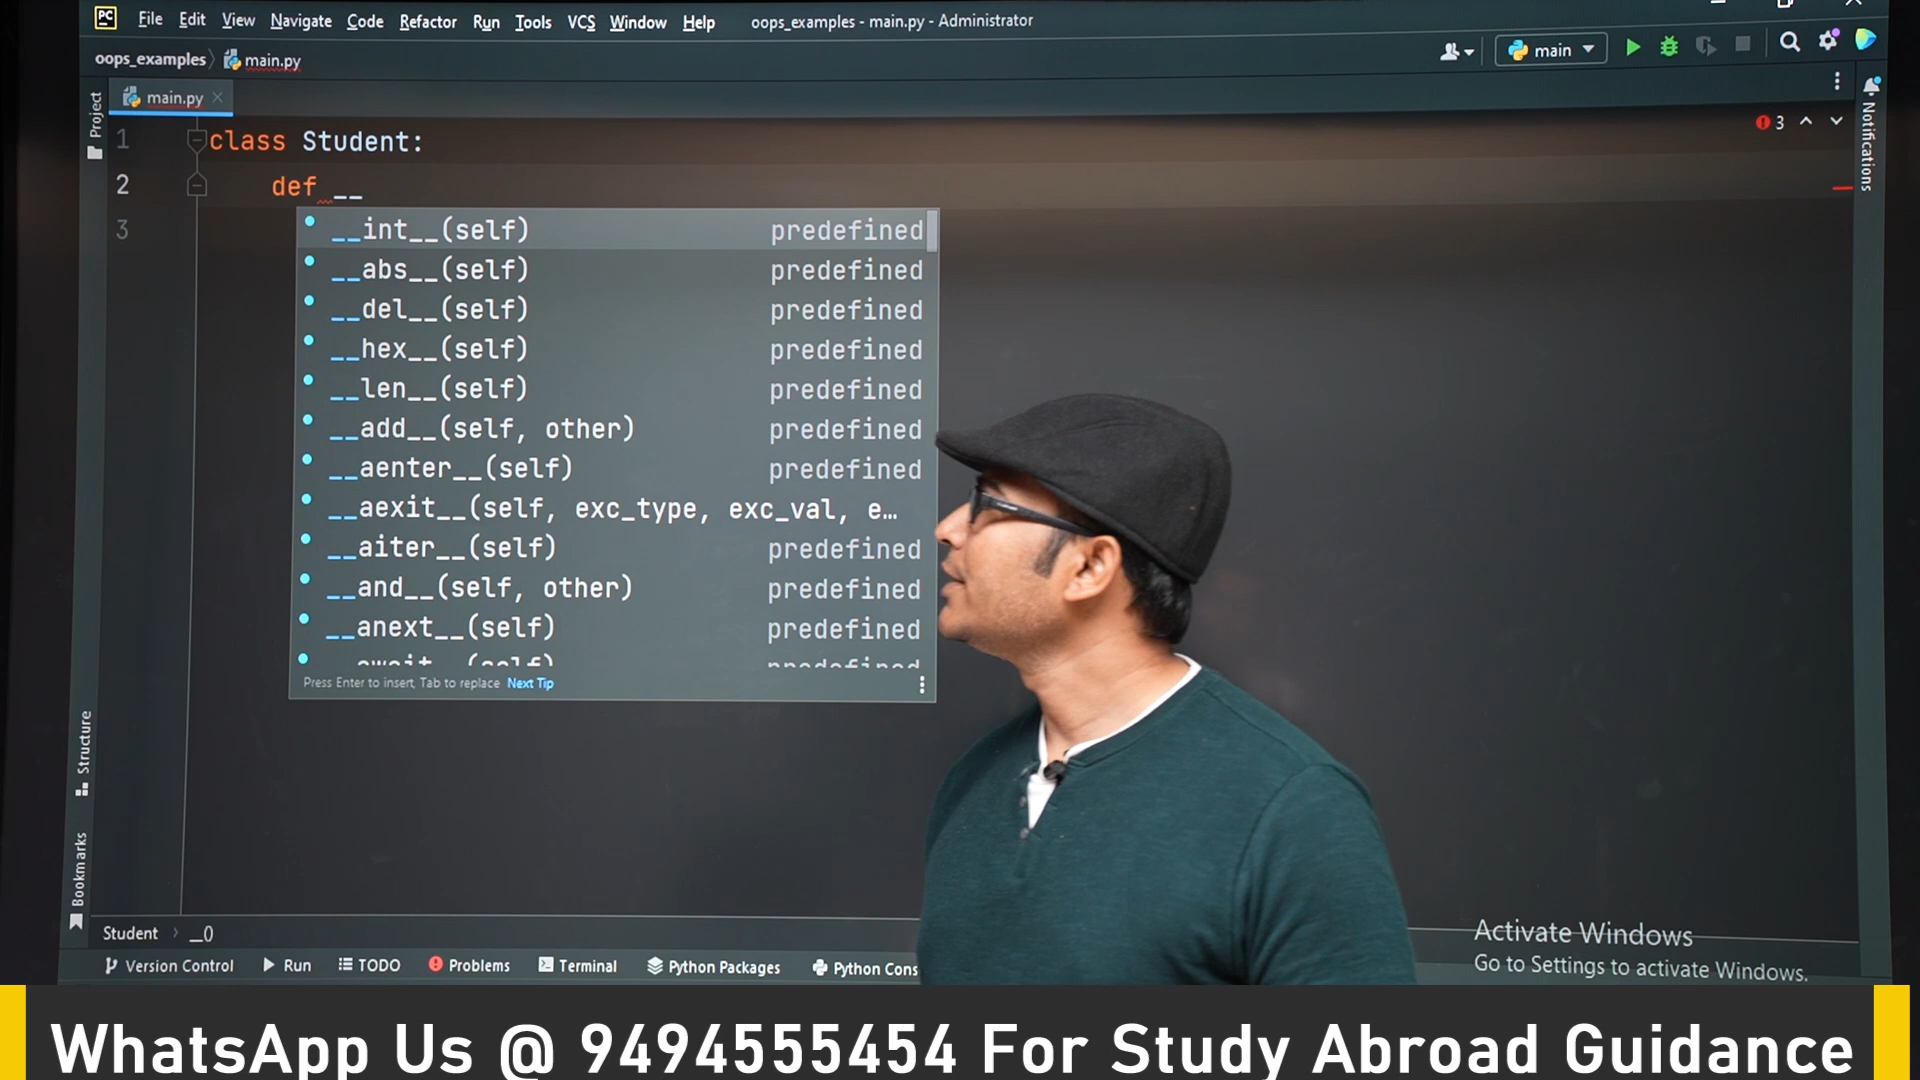 PC File Edit View Navigate Code Refactor Run Tools VCS Window Help oops_examples - main.py - Administrator
oops_examples main.py main
main.py
Project
Notifications
1 class Student: 3
2 def __
3
__int__(self) predefined
__abs__(self) predefined
__del__(self) predefined
__hex__(self) predefined
__len__(self) predefined
__add__(self, other) predefined
__aenter__(self) predefined
__aexit__(self, exc_type, exc_val, e…
__aiter__(self) predefined
__and__(self, other) predefined
__anext__(self) predefined
__await__(self) predefined
Press Enter to insert, Tab to replace Next Tip
Structure
Bookmarks
Student __()
Activate Windows
Go to Settings to activate Windows.
Version Control Run TODO Problems Terminal Python Packages Python Cons
WhatsApp Us @ 9494555454 For Study Abroad Guidance